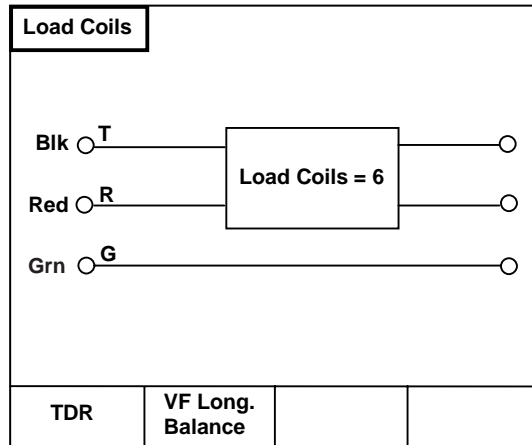 Load Coils
Blk T
Load Coils = 6
Red R
Grn G
TDR
VF Long.
Balance